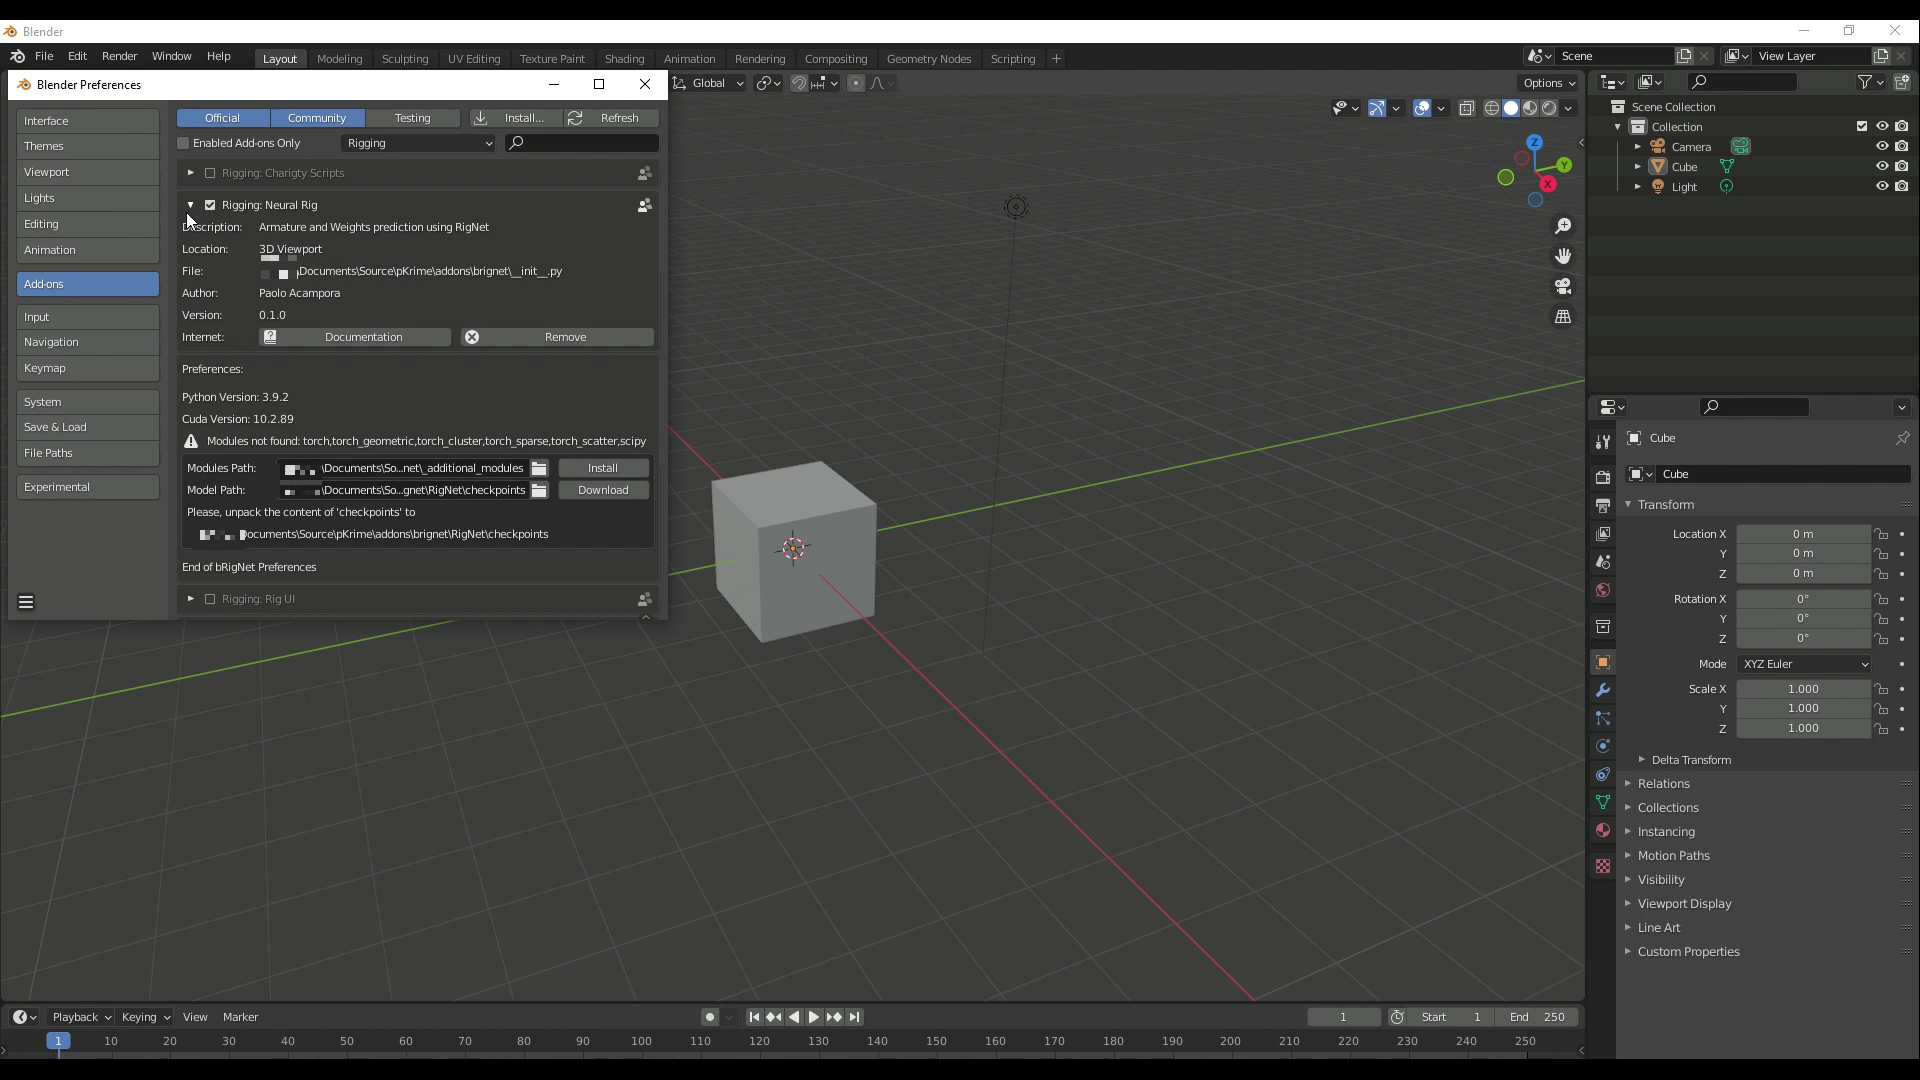 Blender
File Edit Render Window Help Layout Modeling Sculpting UV Editing Texture Paint Shading Animation Rendering Compositing Geometry Nodes Scripting + Scene View Layer
Blender Preferences
Global
Options
Interface
Themes
Viewport
Lights
Editing
Animation
Add-ons
Input
Navigation
Keymap
System
Save & Load
File Paths
Experimental
Official Community Testing Install... Refresh
Enabled Add-ons Only Rigging
Rigging: Charigty Scripts
Rigging: Neural Rig
Description: Armature and Weights prediction using RigNet
Location: 3D Viewport
File: Documents\Source\pKrime\addons\brignet\__init__.py
Author: Paolo Acampora
Version: 0.1.0
Internet: Documentation Remove
Preferences:
Python Version: 3.9.2
Cuda Version: 10.2.89
Modules not found: torch,torch_geometric,torch_cluster,torch_sparse,torch_scatter,scipy
Modules Path: \Documents\So...net\_additional_modules Install
Model Path: \Documents\So...gnet\RigNet\checkpoints Download
Please, unpack the content of 'checkpoints' to
ocuments\Source\pKrime\addons\brignet\RigNet\checkpoints
End of bRigNet Preferences
Rigging: Rig UI
Z
Y
X
Scene Collection
Collection
Camera
Cube
Light
Cube
Cube
Transform
Location X 0 m
Y 0 m
Z 0 m
Rotation X 0°
Y 0°
Z 0°
Mode XYZ Euler
Scale X 1.000
Y 1.000
Z 1.000
Delta Transform
Relations
Collections
Instancing
Motion Paths
Visibility
Viewport Display
Line Art
Custom Properties
Playback Keying View Marker 1 Start 1 End 250
1 10 20 30 40 50 60 70 80 90 100 110 120 130 140 150 160 170 180 190 200 210 220 230 240 250